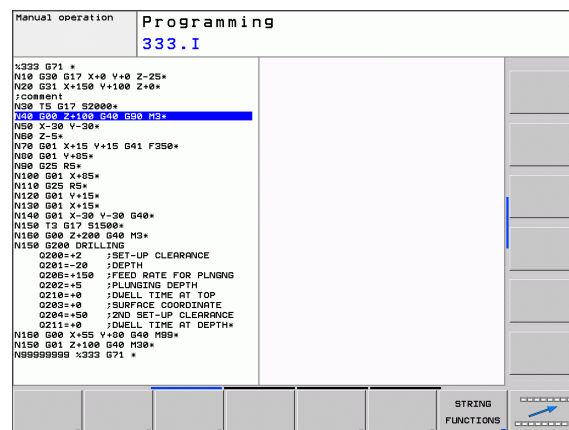 Manual operation
Programming
333.I
%333 G71 *
N10 G30 G17 X+0 Y+0 Z-25*
N20 G31 X+150 Y+100 Z+0*
;comment
N30 T5 G17 S2000*
N40 G00 Z+100 G40 G90 M3*
N50 X-30 Y-30*
N60 Z-5*
N70 G01 X+15 Y+15 G41 F350*
N80 G01 Y+85*
N90 G25 R5*
N100 G01 X+85*
N110 G25 R5*
N120 G01 Y+15*
N130 G01 X+15*
N140 G01 X-30 Y-30 G40*
N150 T3 G17 S1500*
N160 G00 Z+200 G40 M3*
N150 G200 DRILLING
Q200=+2 ;SET-UP CLEARANCE
Q201=-20 ;DEPTH
Q206=+150 ;FEED RATE FOR PLNGNG
Q202=+5 ;PLUNGING DEPTH
Q210=+0 ;DWELL TIME AT TOP
Q203=+0 ;SURFACE COORDINATE
Q204=+50 ;2ND SET-UP CLEARANCE
Q211=+0 ;DWELL TIME AT DEPTH*
N160 G00 X+55 Y+80 G40 M99*
N150 G01 Z+100 G40 M30*
N99999999 %333 G71 *
STRING
FUNCTIONS